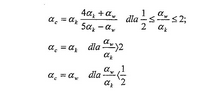 α_c = α_k (4α_k + α_w)/(5α_k − α_w) dla 1/2 ≤ α_w/α_k ≤ 2;
α_c = α_k dla α_w/α_k ⟩2
α_c = α_w dla α_w/α_k ⟨1/2